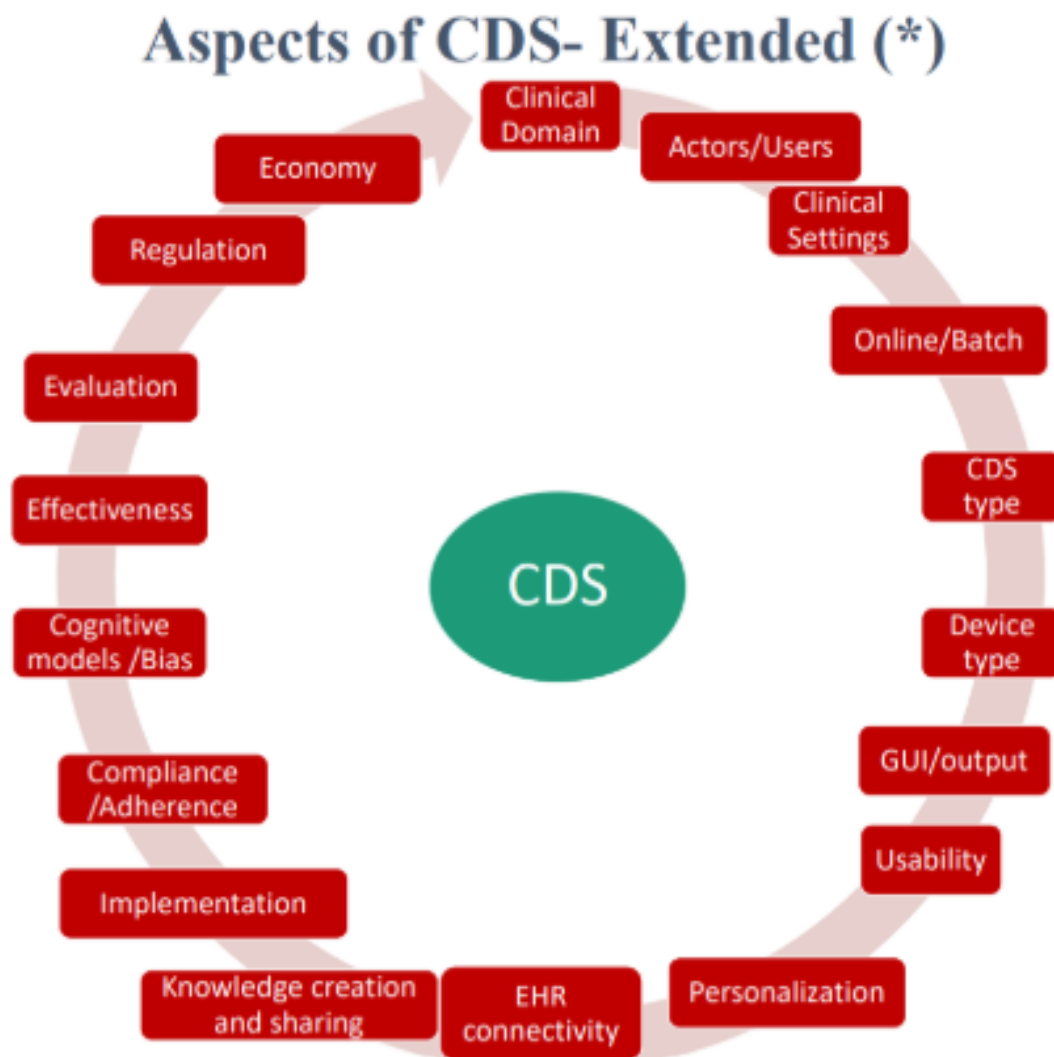 Aspects of CDS- Extended (*)
Clinical
Domain
Actors/Users
Clinical
Settings
Online/Batch
CDS
type
Device
type
GUI/output
Usability
Personalization
EHR
connectivity
Knowledge creation
and sharing
Implementation
Compliance
/Adherence
Cognitive
models /Bias
Effectiveness
Evaluation
Regulation
Economy
CDS